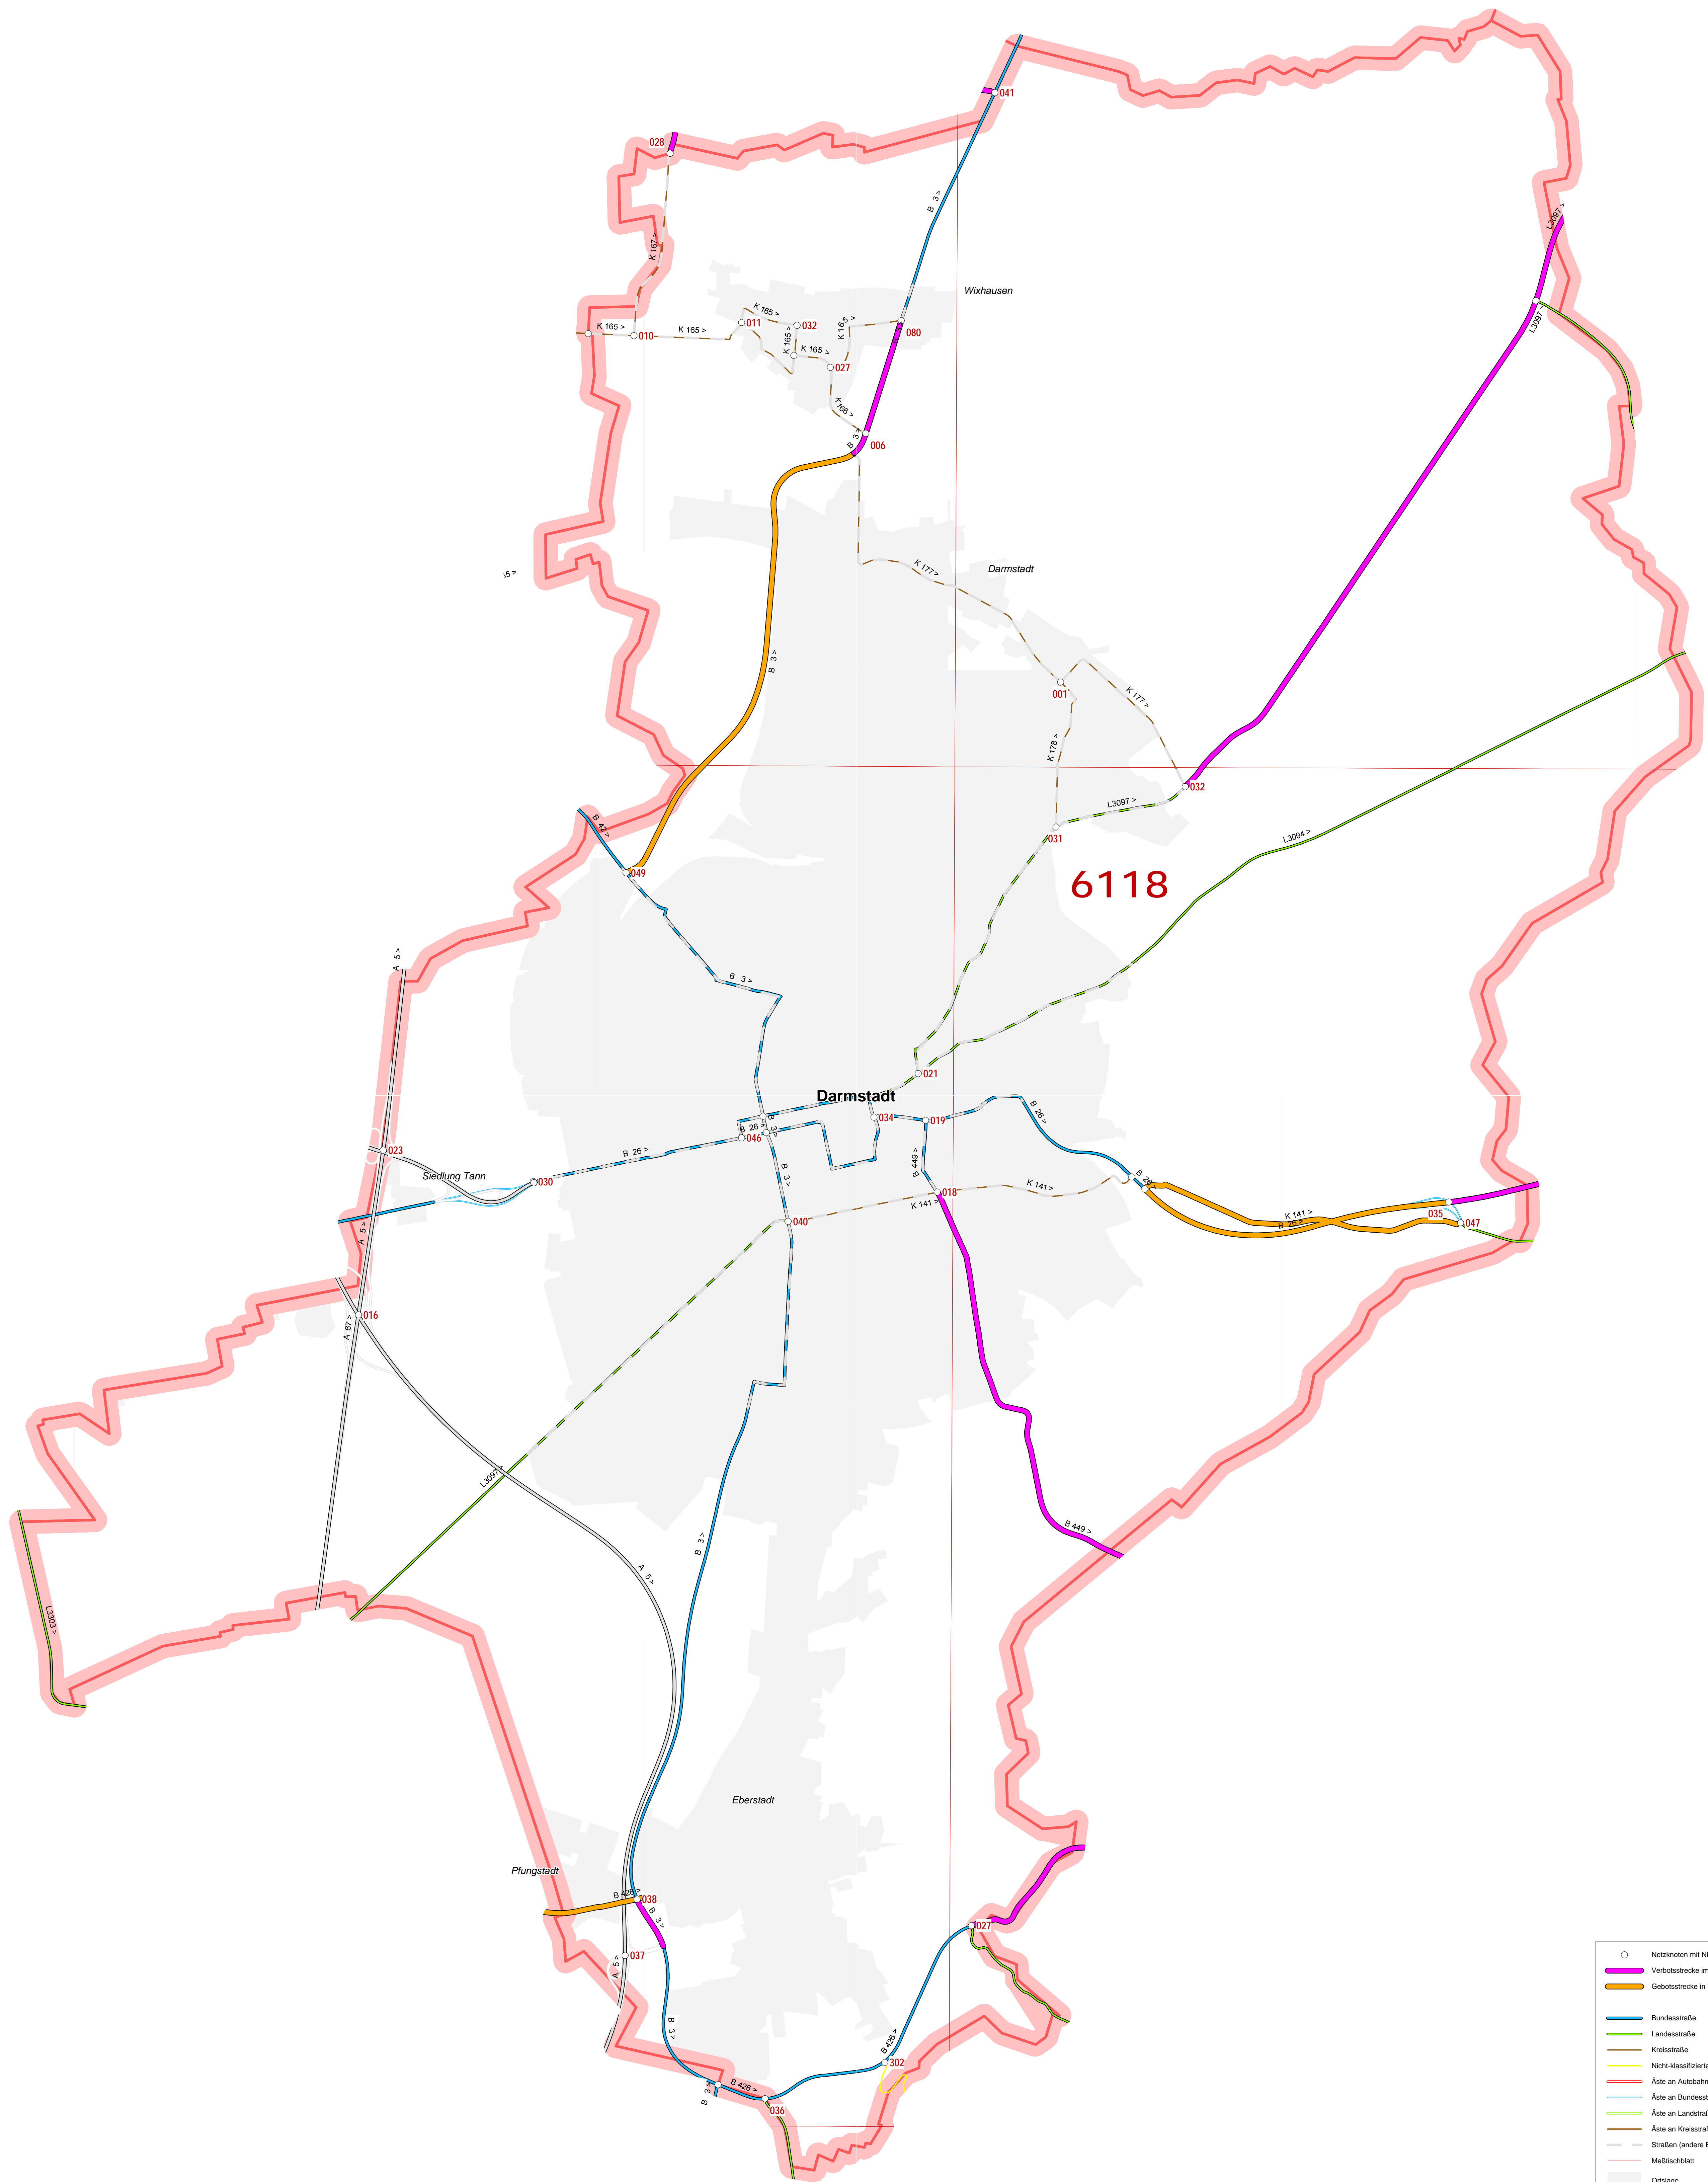 041
028
B 3 >
L3097 >
K 167 >
Wixhausen
K 165 >
011
032
K 165 >
080
K 165 >
K 165 >
010
K 165 >
K 165 >
027
L3097 >
K 766 >
B 3 >
006
K 177 >
Darmstadt
5 >
B 3 >
001
K 177 >
K 178 >
032
L3097 >
B 42 >
031
L3094 >
049
6118
A 5 >
B 3 >
021
Darmstadt
034
019
B 26 >
B 3 >
B 26 >
046
023
B 26 >
Siedlung Tann
B 449 >
B 3 >
030
018
K 141 >
B 26 >
K 141 >
040
K 141 >
B 26 >
035
047
A 5 >
016
A 67 >
L3097 >
B 449 >
B 3 >
A 5 >
L3303 >
Eberstadt
Pfungstadt
B 426 >
038
B 3 >
027
037
A 5 >
B 3 >
B 426 >
302
B 426 >
B 3 >
036
Netzknoten mit
Verbotsstrecke
Gebotsstrecke in
Bundesstraße
Landesstraße
Kreisstraße
Nicht-klassifizierte
Äste an Autobahn
Äste an Bundesst
Äste an Landstraß
Äste an Kreisstra
Straßen (andere
Meßtischblatt
Ortslage